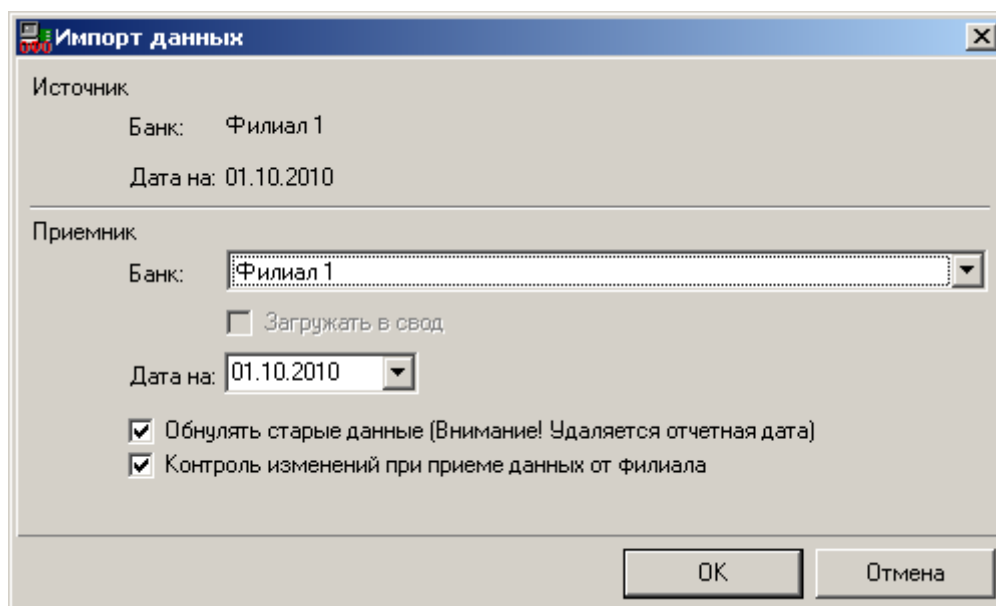 Импорт данных
Источник
Банк: Филиал 1
Дата на: 01.10.2010
Приемник
Банк: Филиал 1
Загружать в свод
Дата на: 01.10.2010
Обнулять старые данные (Внимание! Удаляется отчетная дата)
Контроль изменений при приеме данных от филиала
OK Отмена